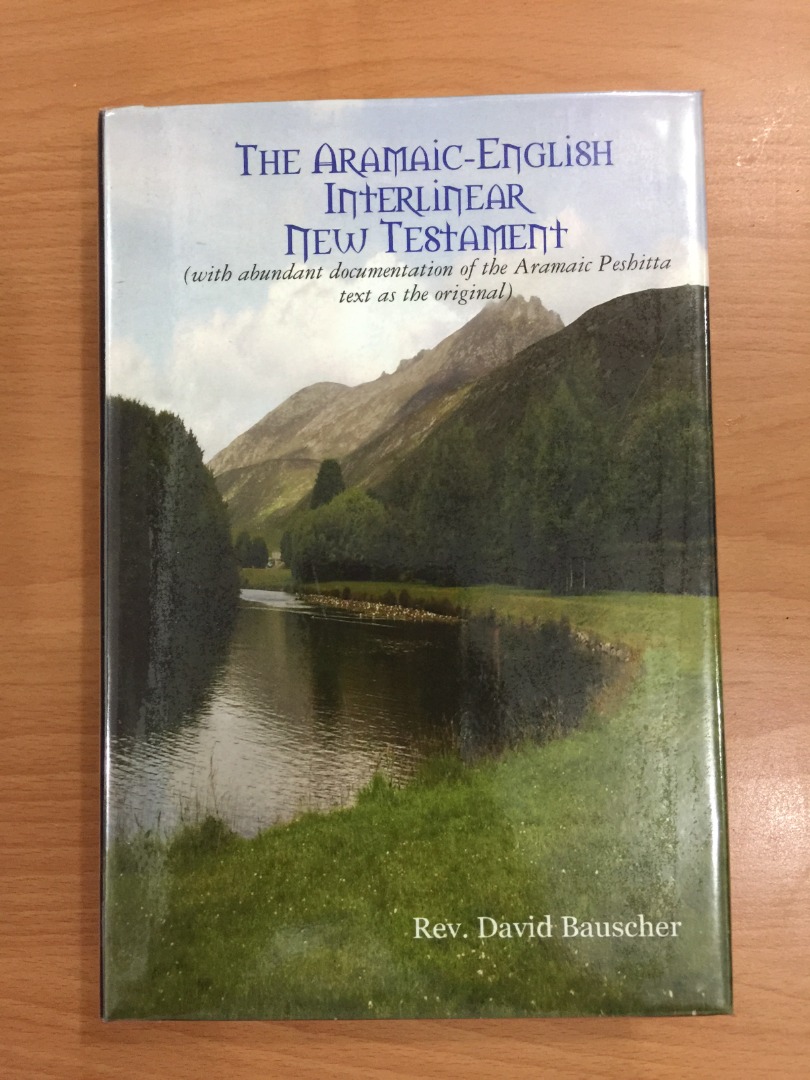 The Aramaic-English
Interlinear
New Testament
(with abundant documentation of the Aramaic Peshitta
text as the original)
Rev. David Bauscher